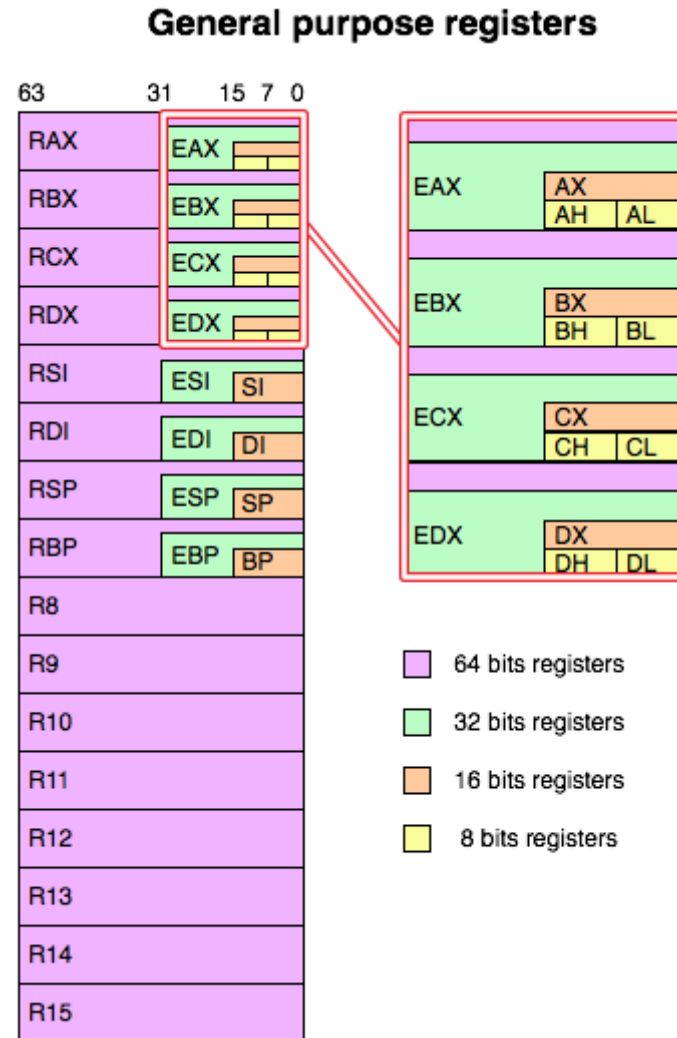 General purpose registers
63 31 15 7 0
RAX EAX
RBX EBX
RCX ECX
RDX EDX
RSI ESI SI
RDI EDI DI
RSP ESP SP
RBP EBP BP
R8
R9
R10
R11
R12
R13
R14
R15
EAX AX
AH AL
EBX BX
BH BL
ECX CX
CH CL
EDX DX
DH DL
64 bits registers
32 bits registers
16 bits registers
8 bits registers